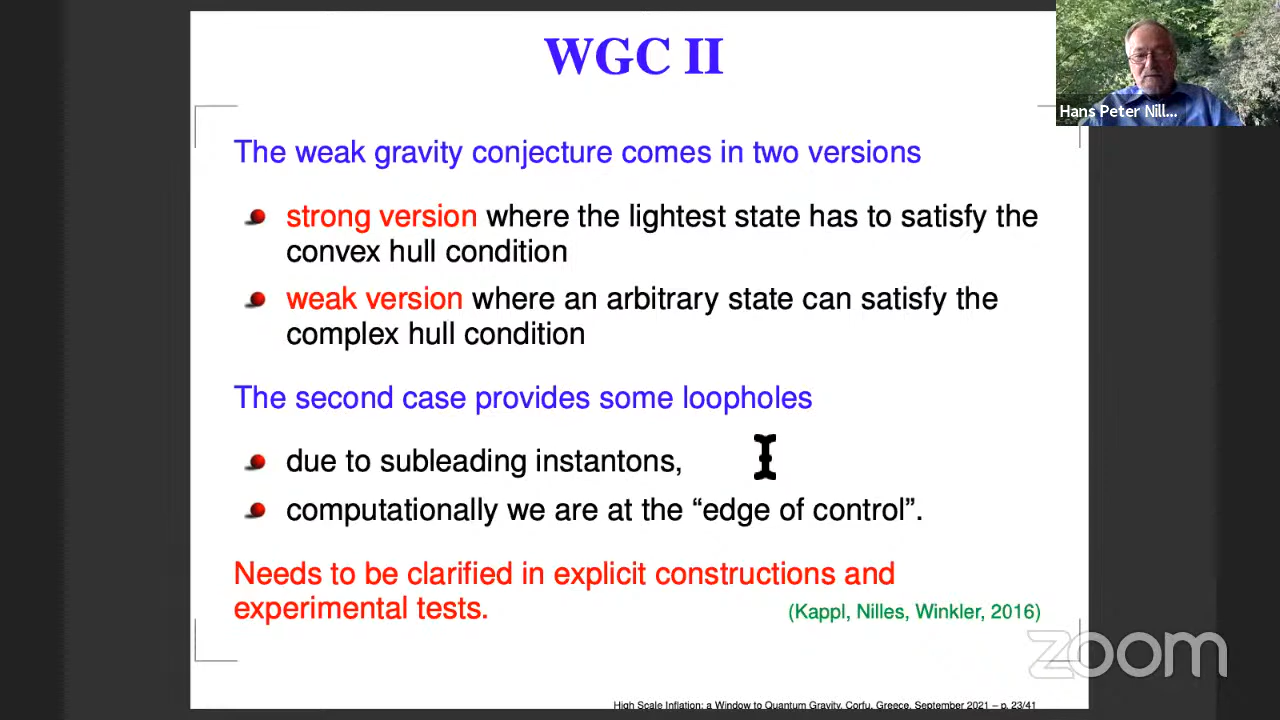 WGC II
Hans Peter Nill...
The weak gravity conjecture comes in two versions
strong version where the lightest state has to satisfy the
convex hull condition
weak version where an arbitrary state can satisfy the
complex hull condition
The second case provides some loopholes
due to subleading instantons,
computationally we are at the “edge of control”.
Needs to be clarified in explicit constructions and
experimental tests.
(Kappl, Nilles, Winkler, 2016)
zoom
High Scale Inflation: a Window to Quantum Gravity, Corfu, Greece, September 2021 – p. 23/41